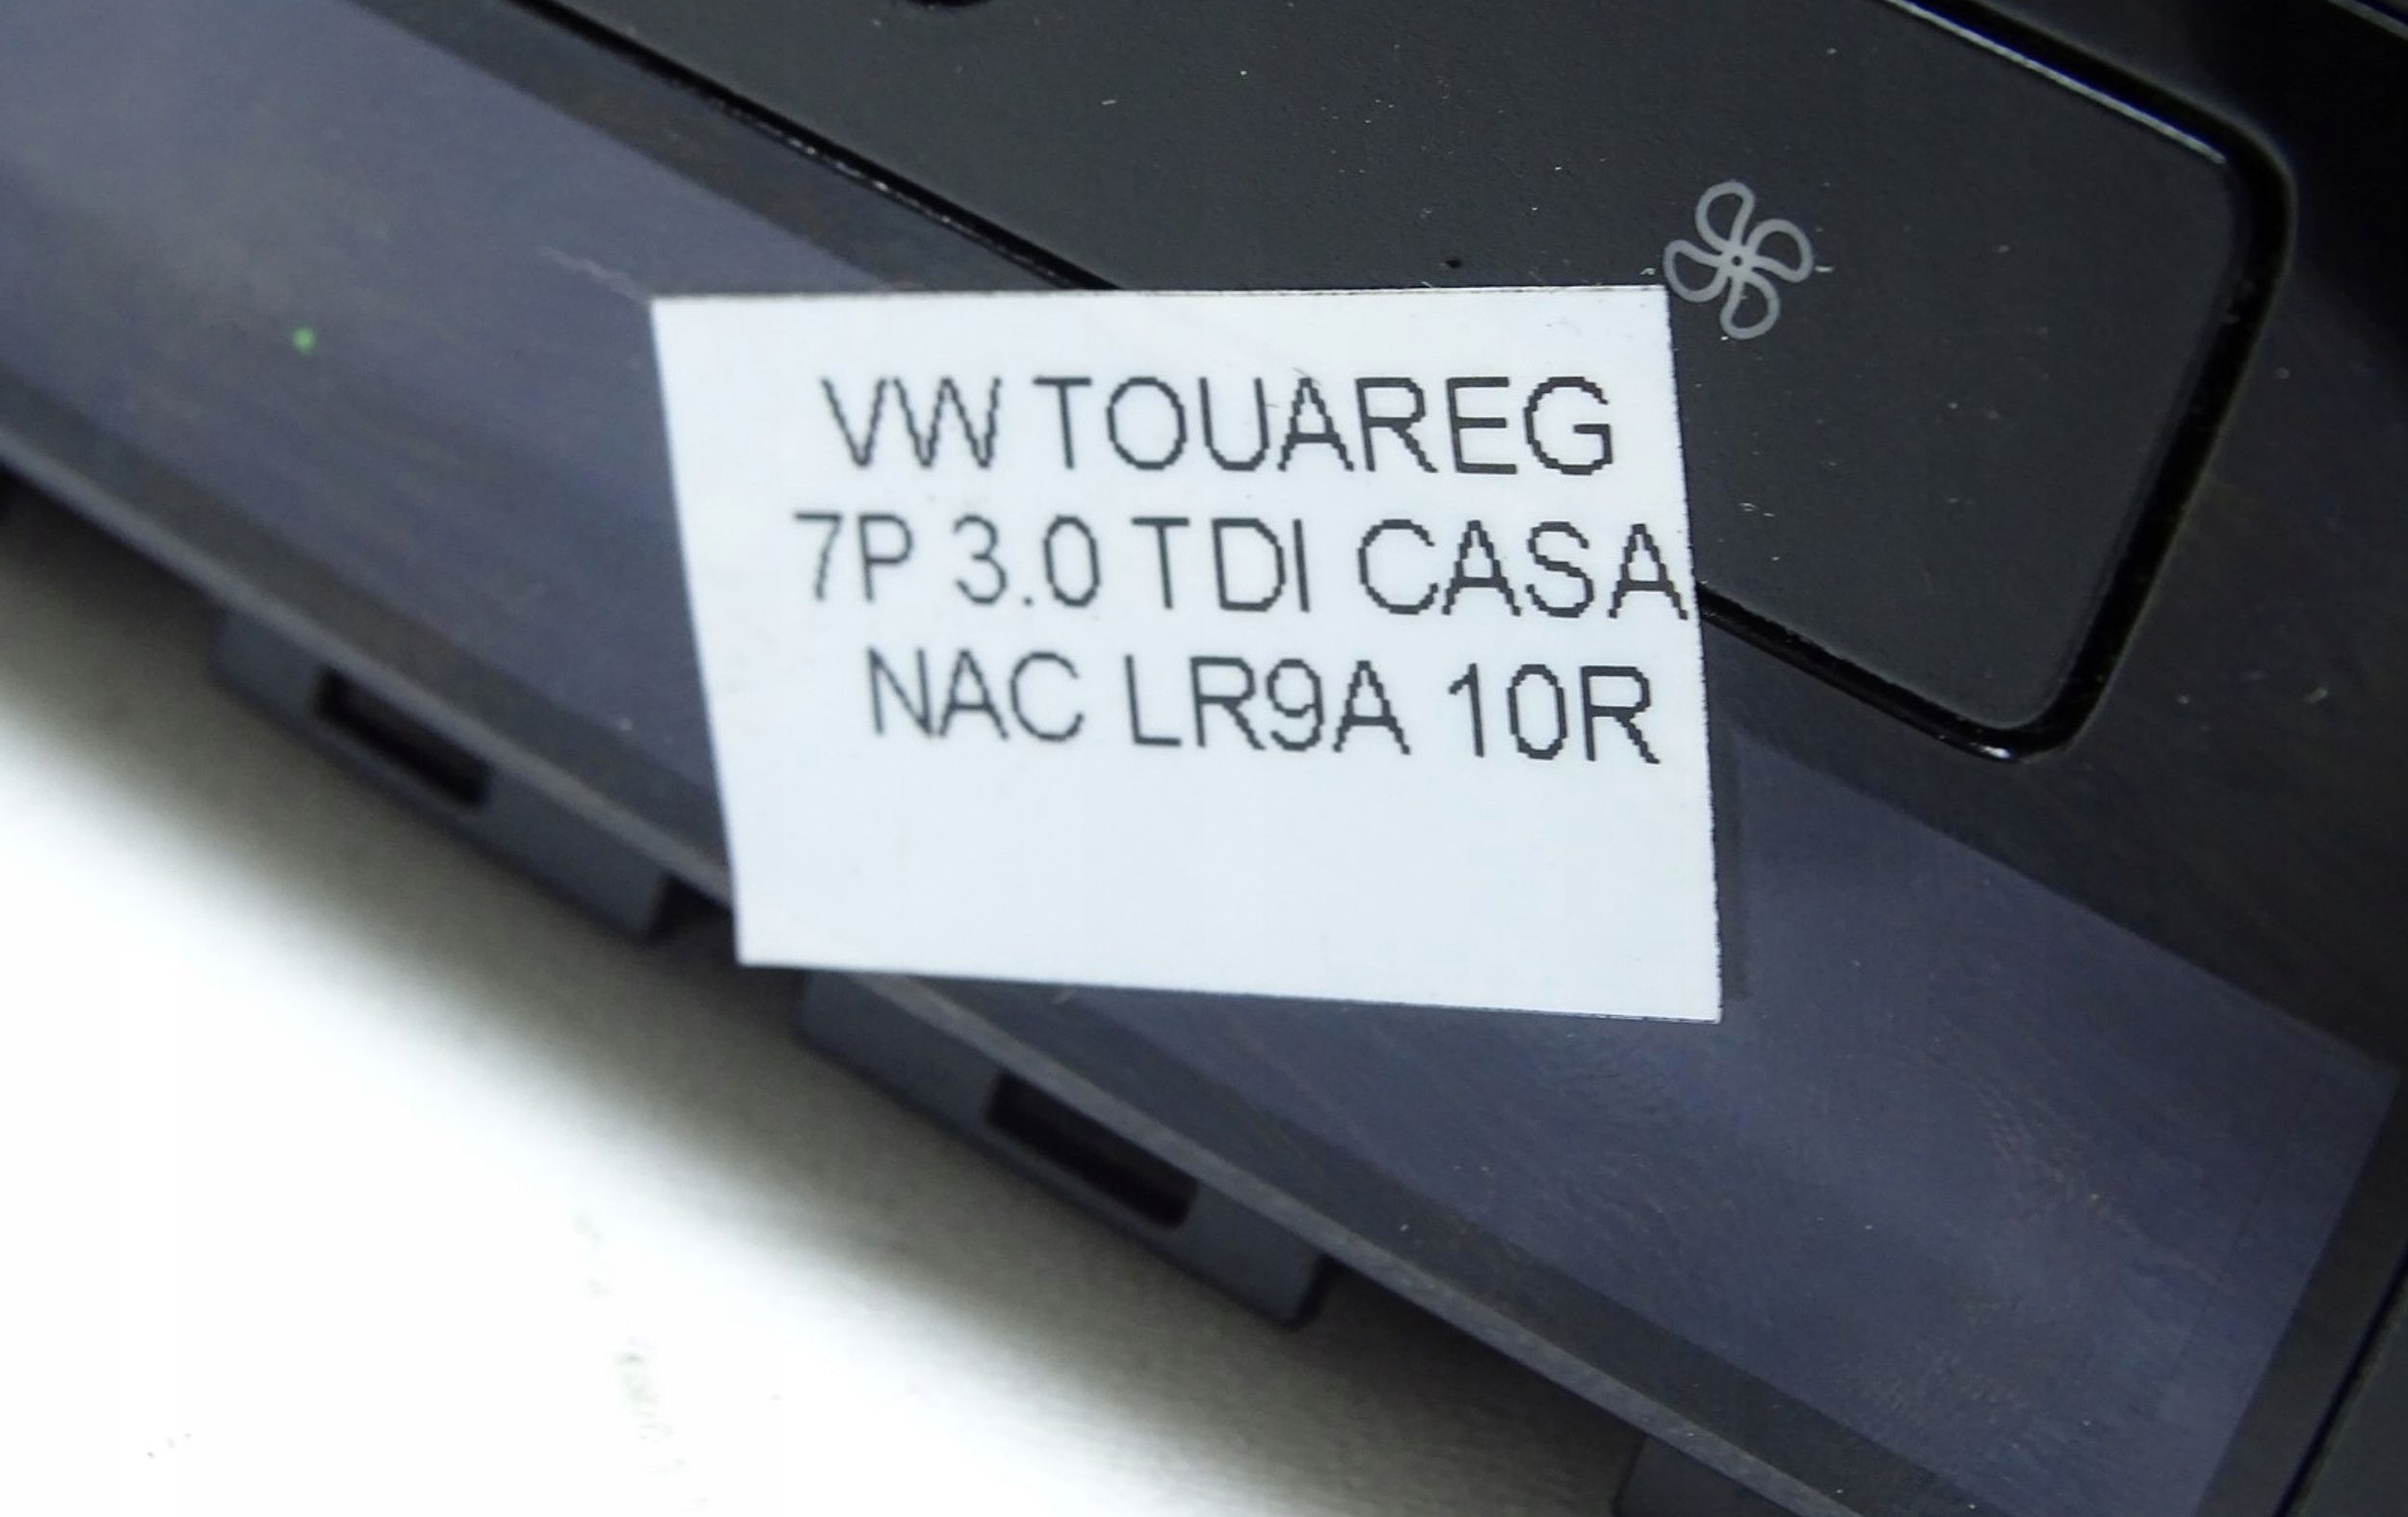 VW TOUAREG
7P 3.0 TDI CASA
NAC LR9A 10R